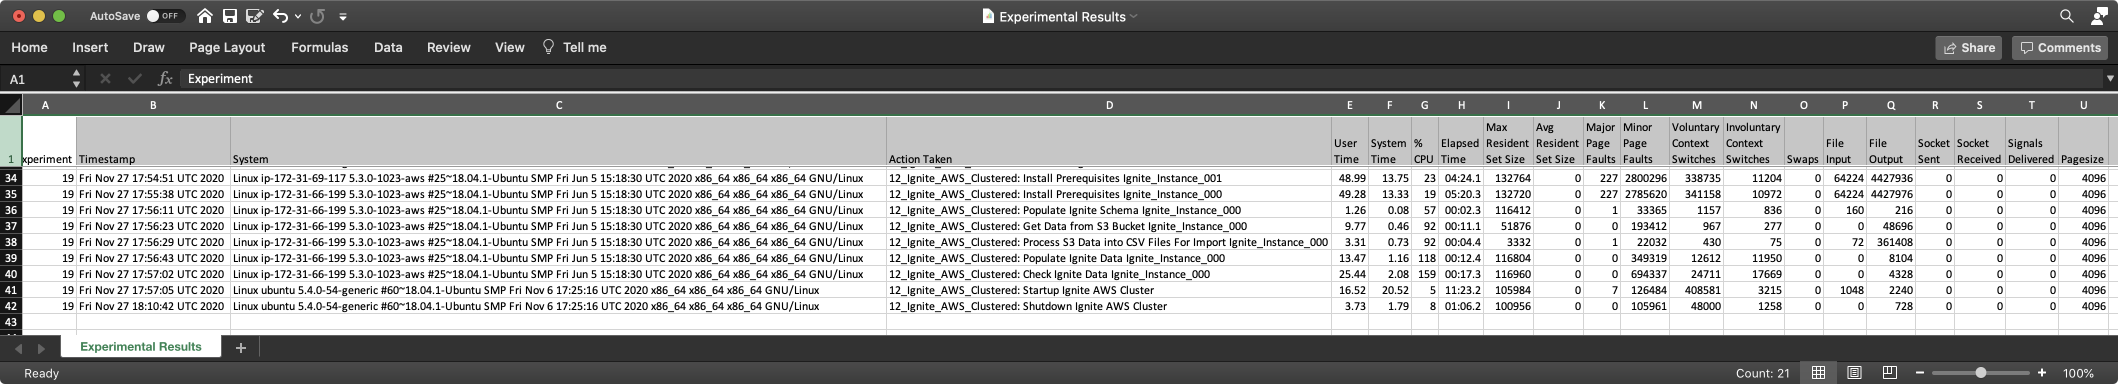 AutoSave OFF Experimental Results
Home Insert Draw Page Layout Formulas Data Review View Tell me Share Comments
A1 fx Experiment
A B C D E F G H I J K L M N O P Q R S T U
1 xperiment Timestamp System Action Taken User Time System Time % CPU Elapsed Time Max Resident Set Size Avg Resident Set Size Major Page Faults Minor Page Faults Voluntary Context Switches Involuntary Context Switches Swaps File Input File Output Socket Sent Socket Received Signals Delivered Pagesize
34 19 Fri Nov 27 17:54:51 UTC 2020 Linux ip-172-31-69-117 5.3.0-1023-aws #25~18.04.1-Ubuntu SMP Fri Jun 5 15:18:30 UTC 2020 x86_64 x86_64 x86_64 GNU/Linux 12_Ignite_AWS_Clustered: Install Prerequisites Ignite_Instance_001 48.99 13.75 23 04:24.1 132764 0 227 2800296 338735 11204 0 64224 4427936 0 0 0 4096
35 19 Fri Nov 27 17:55:38 UTC 2020 Linux ip-172-31-66-199 5.3.0-1023-aws #25~18.04.1-Ubuntu SMP Fri Jun 5 15:18:30 UTC 2020 x86_64 x86_64 x86_64 GNU/Linux 12_Ignite_AWS_Clustered: Install Prerequisites Ignite_Instance_000 49.28 13.33 19 05:20.3 132720 0 227 2785620 341158 10972 0 64224 4427976 0 0 0 4096
36 19 Fri Nov 27 17:56:11 UTC 2020 Linux ip-172-31-66-199 5.3.0-1023-aws #25~18.04.1-Ubuntu SMP Fri Jun 5 15:18:30 UTC 2020 x86_64 x86_64 x86_64 GNU/Linux 12_Ignite_AWS_Clustered: Populate Ignite Schema Ignite_Instance_000 1.26 0.08 57 00:02.3 116412 0 1 33365 1157 836 0 160 216 0 0 0 4096
37 19 Fri Nov 27 17:56:23 UTC 2020 Linux ip-172-31-66-199 5.3.0-1023-aws #25~18.04.1-Ubuntu SMP Fri Jun 5 15:18:30 UTC 2020 x86_64 x86_64 x86_64 GNU/Linux 12_Ignite_AWS_Clustered: Get Data from S3 Bucket Ignite_Instance_000 9.77 0.46 92 00:11.1 51876 0 0 193412 967 277 0 0 48696 0 0 0 4096
38 19 Fri Nov 27 17:56:29 UTC 2020 Linux ip-172-31-66-199 5.3.0-1023-aws #25~18.04.1-Ubuntu SMP Fri Jun 5 15:18:30 UTC 2020 x86_64 x86_64 x86_64 GNU/Linux 12_Ignite_AWS_Clustered: Process S3 Data into CSV Files For Import Ignite_Instance_000 3.31 0.73 92 00:04.4 3332 0 1 22032 430 75 0 72 361408 0 0 0 4096
39 19 Fri Nov 27 17:56:43 UTC 2020 Linux ip-172-31-66-199 5.3.0-1023-aws #25~18.04.1-Ubuntu SMP Fri Jun 5 15:18:30 UTC 2020 x86_64 x86_64 x86_64 GNU/Linux 12_Ignite_AWS_Clustered: Populate Ignite Data Ignite_Instance_000 13.47 1.16 118 00:12.4 116804 0 0 349319 12612 11950 0 0 8104 0 0 0 4096
40 19 Fri Nov 27 17:57:02 UTC 2020 Linux ip-172-31-66-199 5.3.0-1023-aws #25~18.04.1-Ubuntu SMP Fri Jun 5 15:18:30 UTC 2020 x86_64 x86_64 x86_64 GNU/Linux 12_Ignite_AWS_Clustered: Check Ignite Data Ignite_Instance_000 25.44 2.08 159 00:17.3 116960 0 0 694337 24711 17669 0 0 4328 0 0 0 4096
41 19 Fri Nov 27 17:57:05 UTC 2020 Linux ubuntu 5.4.0-54-generic #60~18.04.1-Ubuntu SMP Fri Nov 6 17:25:16 UTC 2020 x86_64 x86_64 x86_64 GNU/Linux 12_Ignite_AWS_Clustered: Startup Ignite AWS Cluster 16.52 20.52 5 11:23.2 105984 0 7 126484 408581 3215 0 1048 2240 0 0 0 4096
42 19 Fri Nov 27 18:10:42 UTC 2020 Linux ubuntu 5.4.0-54-generic #60~18.04.1-Ubuntu SMP Fri Nov 6 17:25:16 UTC 2020 x86_64 x86_64 x86_64 GNU/Linux 12_Ignite_AWS_Clustered: Shutdown Ignite AWS Cluster 3.73 1.79 8 01:06.2 100956 0 0 105961 48000 1258 0 0 728 0 0 0 4096
43
Experimental Results
Ready Count: 21 100%